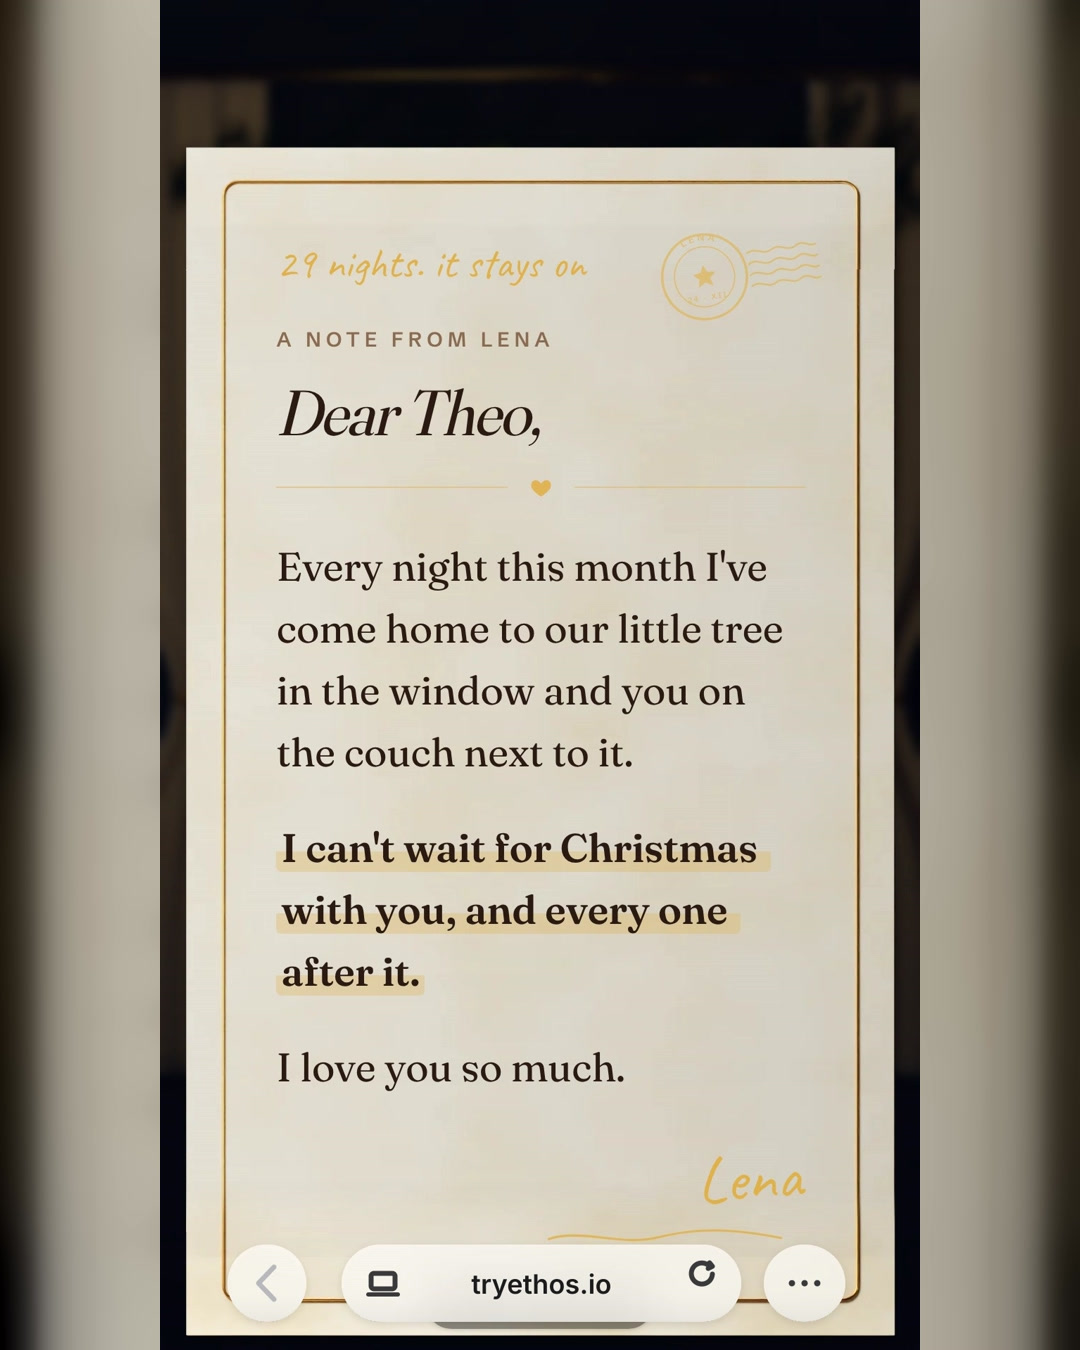 29 nights. it stays on
LENA
A NOTE FROM LENA
Dear Theo,
Every night this month I've
come home to our little tree
in the window and you on
the couch next to it.
I can't wait for Christmas
with you, and every one
after it.
I love you so much.
Lena
tryethos.io